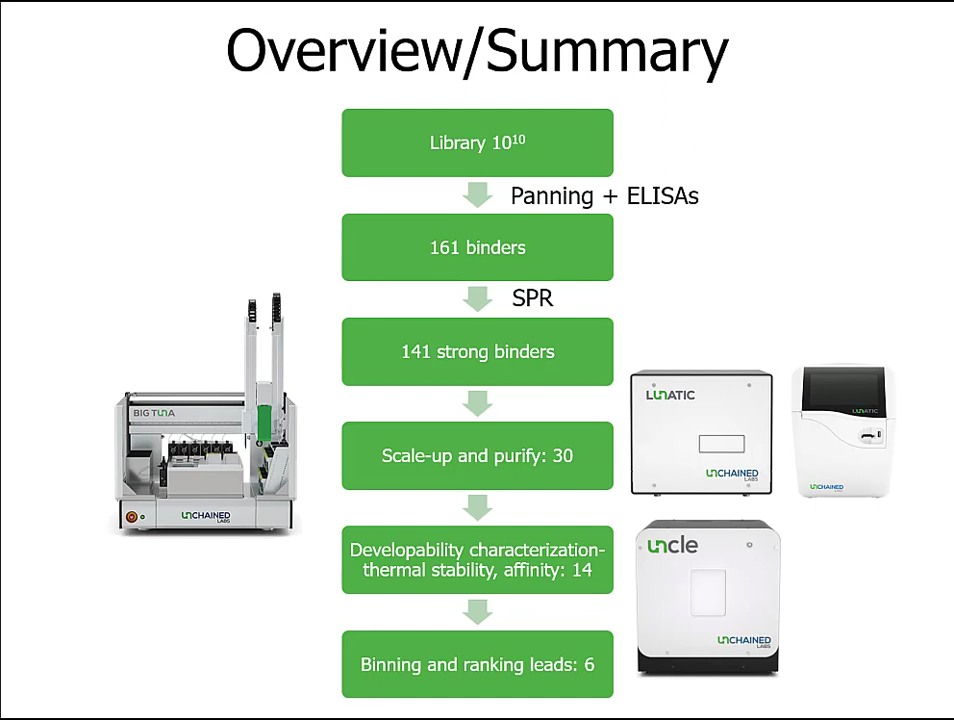 Overview/Summary
Library 10¹⁰
Panning + ELISAs
161 binders
SPR
141 strong binders
BIG TUNA
UNCHAINED
LABS
LUNATIC
UNCHAINED
LABS
LUNATIC
UNCHAINED
LABS
Scale-up and purify: 30
Developability characterization-
thermal stability, affinity: 14
uncle
UNCHAINED
LABS
Binning and ranking leads: 6